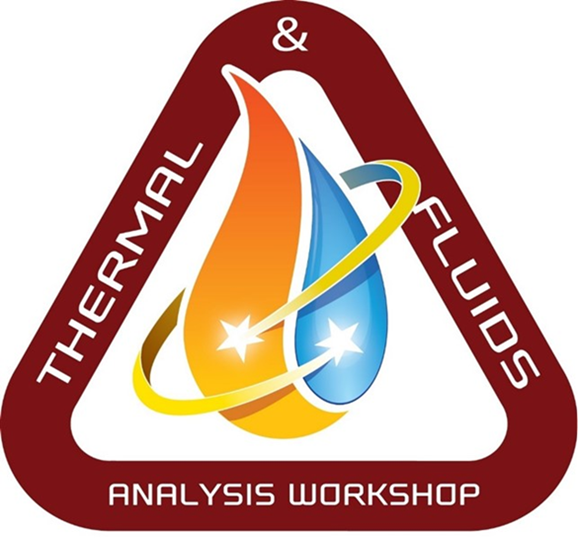 THERMAL
&
FLUIDS
ANALYSIS WORKSHOP